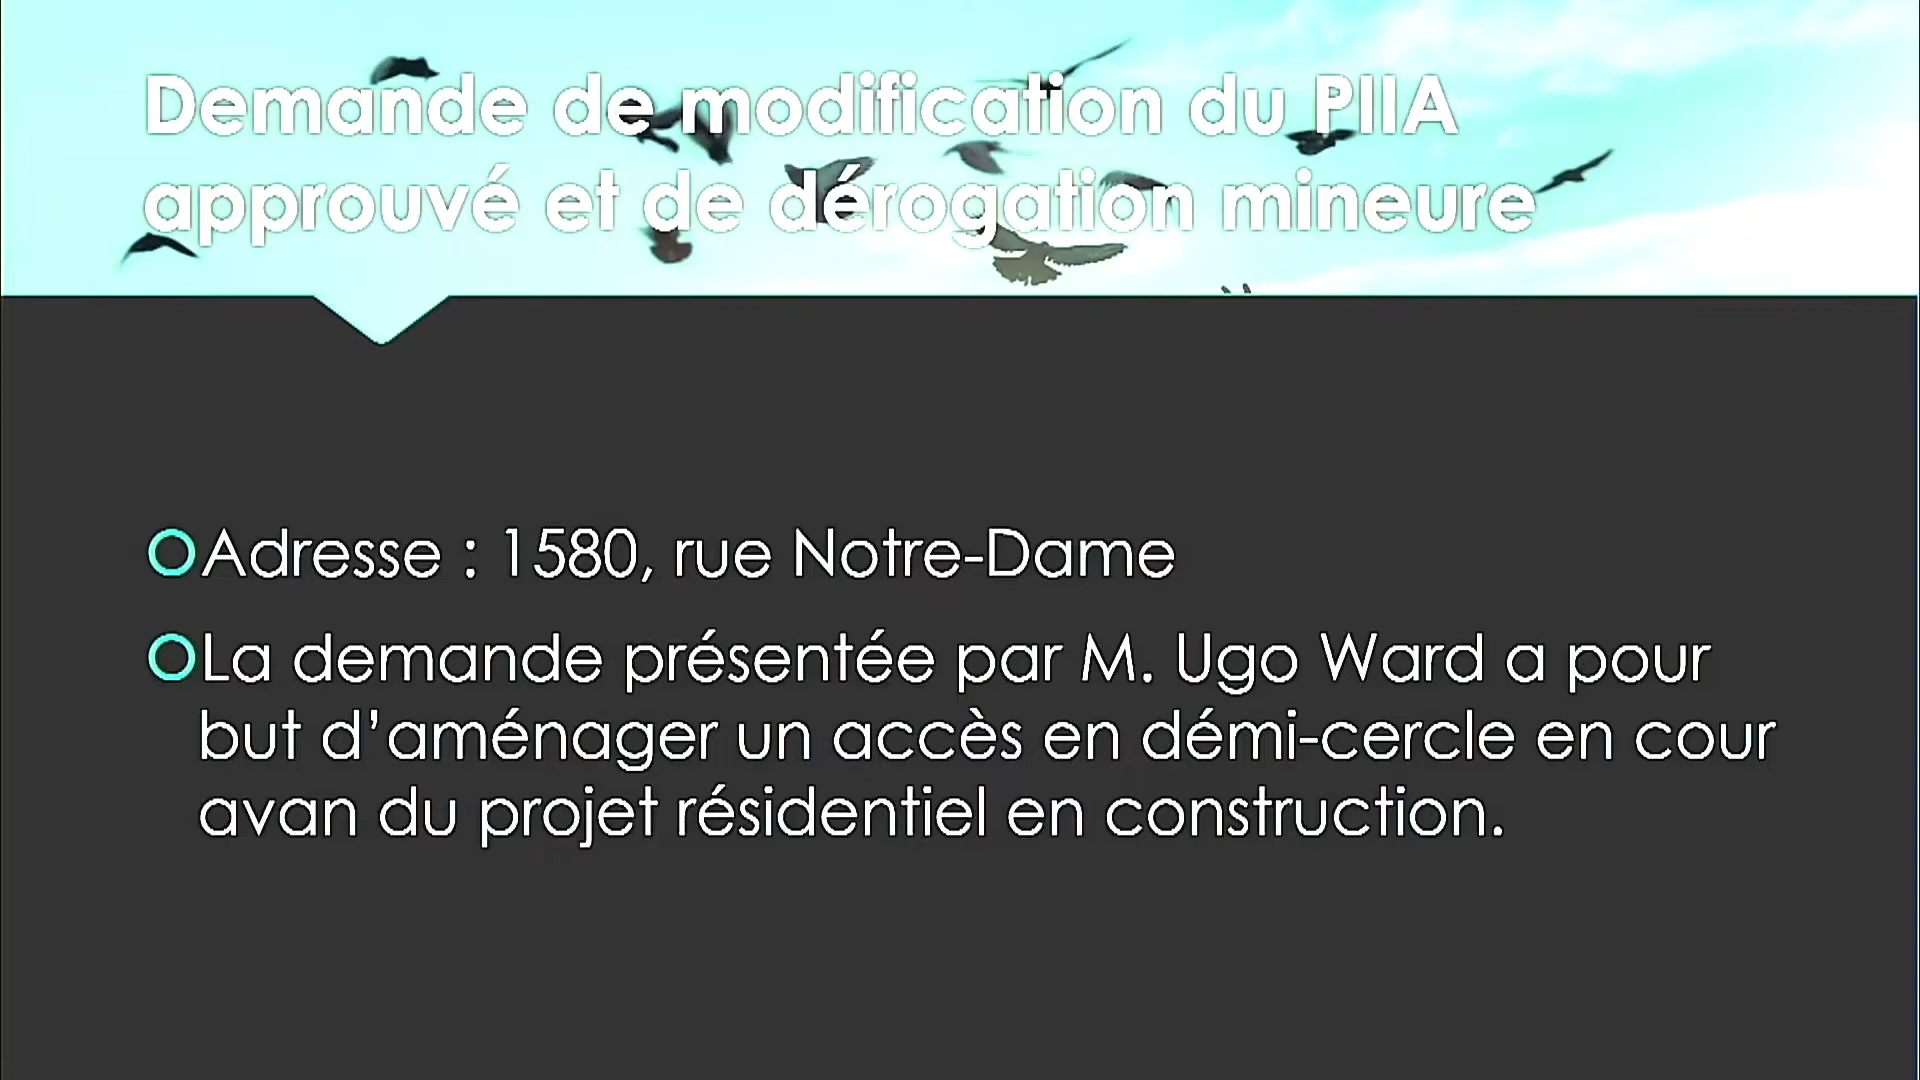 Demande de modification du PIIA
approuvé et de dérogation mineure
Adresse : 1580, rue Notre-Dame
La demande présentée par M. Ugo Ward a pour
but d’aménager un accès en démi-cercle en cour
avan du projet résidentiel en construction.